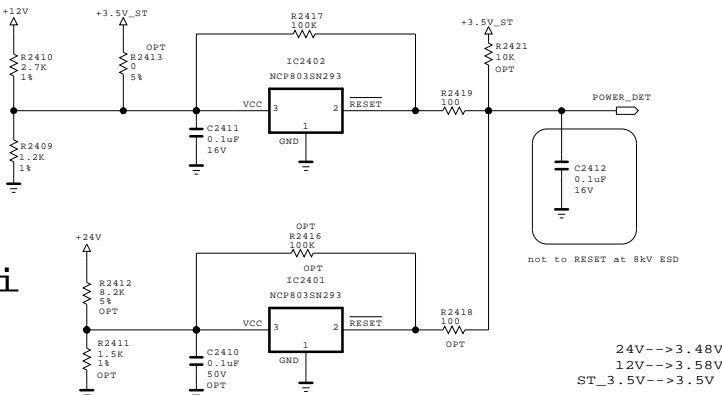 +12V
+3.5V_ST
R2417
100K
+3.5V_ST
R2410
2.7K
1%
OPT
R2413
0
5%
IC2402
NCP803SN293
R2421
10K
OPT
R2419
100
POWER_DET
VCC
3
2
RESET
1
GND
R2409
1.2K
1%
C2411
0.1uF
16V
C2412
0.1uF
16V
not to RESET at 8kV ESD
+24V
OPT
R2416
100K
OPT
IC2401
NCP803SN293
R2412
8.2K
5%
OPT
R2418
100
OPT
VCC
3
2
RESET
1
GND
R2411
1.5K
1%
OPT
C2410
0.1uF
50V
OPT
24V-->3.48V
12V-->3.58V
ST_3.5V-->3.5V